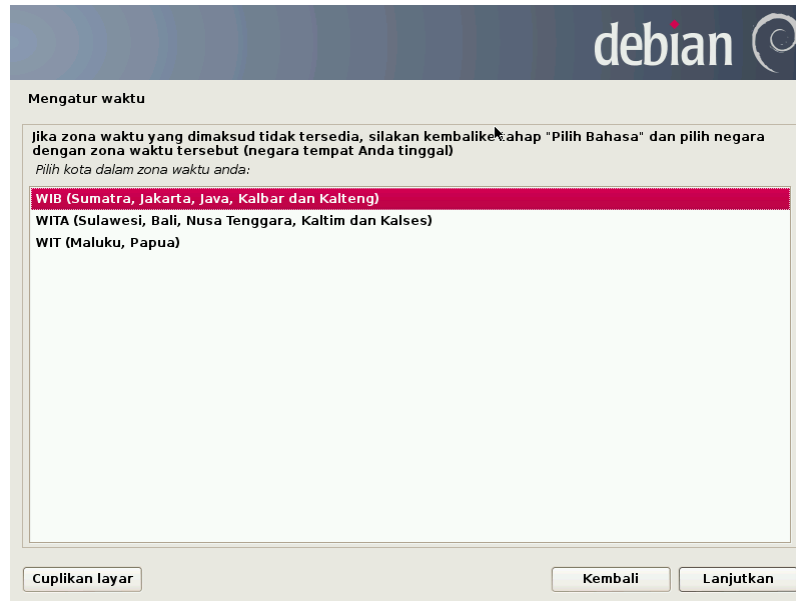 debian
Mengatur waktu
Jika zona waktu yang dimaksud tidak tersedia, silakan kembalike tahap "Pilih Bahasa" dan pilih negara
dengan zona waktu tersebut (negara tempat Anda tinggal)
Pilih kota dalam zona waktu anda:
WIB (Sumatra, Jakarta, Java, Kalbar dan Kalteng)
WITA (Sulawesi, Bali, Nusa Tenggara, Kaltim dan Kalses)
WIT (Maluku, Papua)
Cuplikan layar
Kembali
Lanjutkan